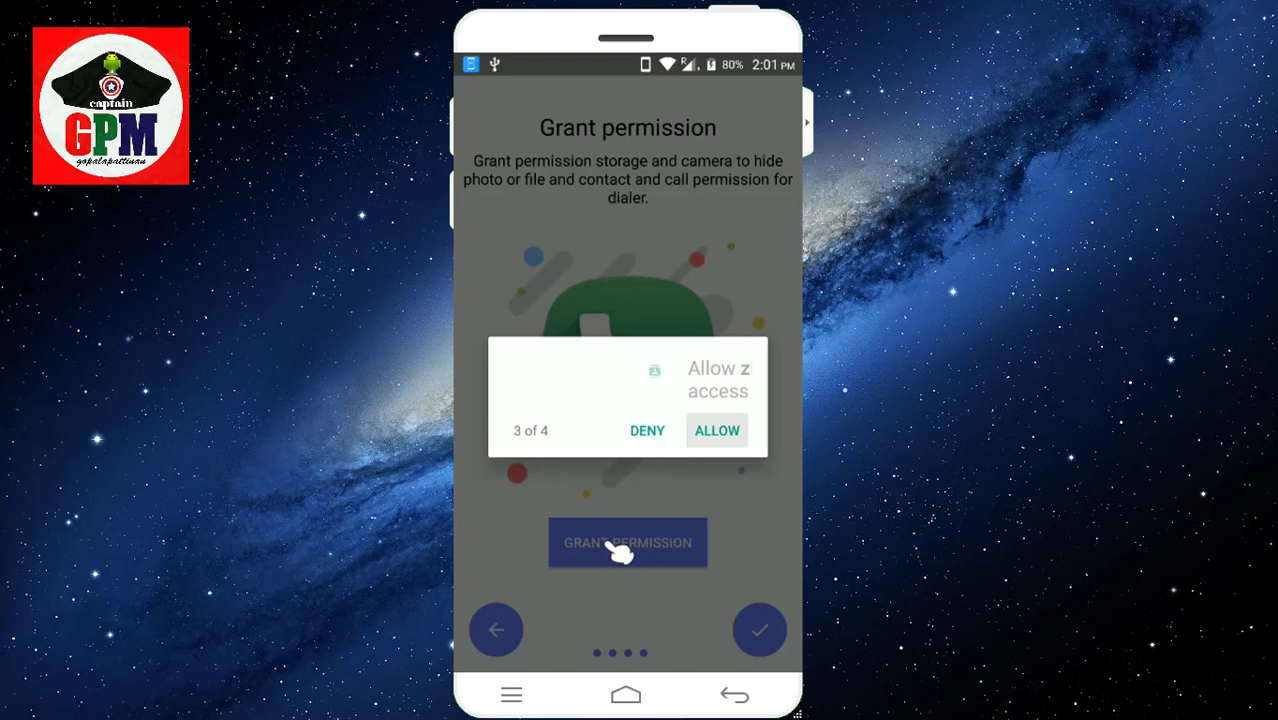 captain
GPM
gopalapattinam
80% 2:01 PM
Grant permission
Grant permission storage and camera to hide
photo or file and contact and call permission for
dialer.
Allow z
access
3 of 4 DENY ALLOW
GRANT PERMISSION